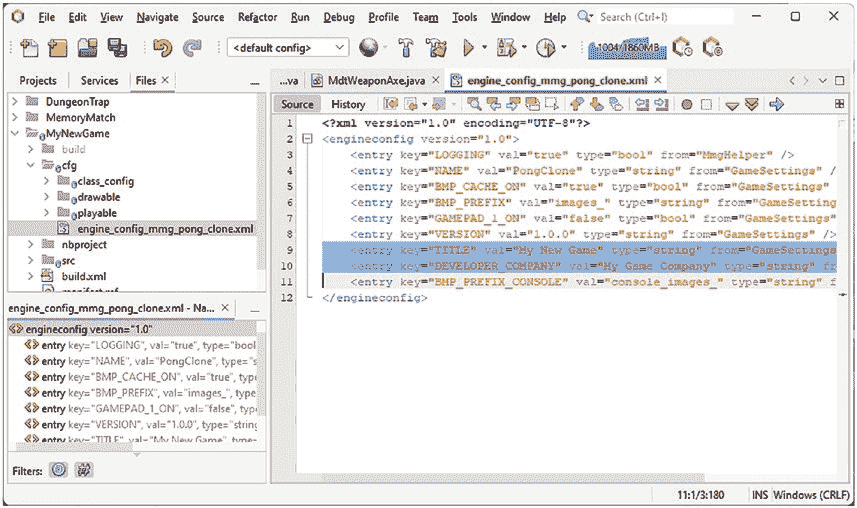 File Edit View Navigate Source Refactor Run Debug Profile Team Tools Window Help Search (Ctrl+I)
<default config> 1004/1860MB
Projects Services Files
DungeonTrap
MemoryMatch
MyNewGame
build
cfg
class_config
drawable
playable
engine_config_mmg_pong_clone.xml
nbproject
src
build.xml
engine_config_mmg_pong_clone.xml - Na...
engineconfig version="1.0"
entry key="LOGGING", val="true", type="bool
entry key="NAME", val="PongClone", type="s
entry key="BMP_CACHE_ON", val="true", type
entry key="BMP_PREFIX", val="images_", type
entry key="GAMEPAD_1_ON", val="false", type
entry key="VERSION", val="1.0.0", type="string
entry key="TITLE", val="My New Game", type=
Filters:
...va MdtWeaponAxe.java engine_config_mmg_pong_clone.xml
Source History
1 <?xml version="1.0" encoding="UTF-8"?>
2 <engineconfig version="1.0">
3 <entry key="LOGGING" val="true" type="bool" from="MmgHelper" />
4 <entry key="NAME" val="PongClone" type="string" from="GameSettings" /
5 <entry key="BMP_CACHE_ON" val="true" type="bool" from="GameSettings"
6 <entry key="BMP_PREFIX" val="images_" type="string" from="GameSetting
7 <entry key="GAMEPAD_1_ON" val="false" type="bool" from="GameSettings"
8 <entry key="VERSION" val="1.0.0" type="string" from="GameSettings" />
9 <entry key="TITLE" val="My New Game" type="string" from="GameSettings
10 <entry key="DEVELOPER_COMPANY" val="My Game Company" type="string" fr
11 <entry key="BMP_PREFIX_CONSOLE" val="console_images_" type="string" f
12 </engineconfig>
11:1/3:180 INS Windows (CRLF)